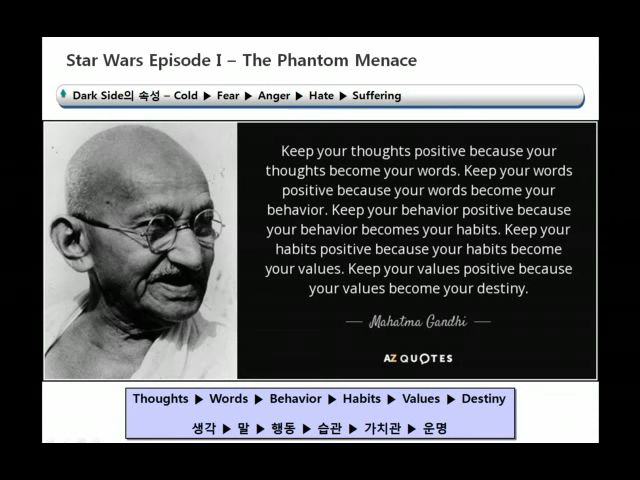 Star Wars Episode I – The Phantom Menace
Dark Side의 속성 – Cold ▶ Fear ▶ Anger ▶ Hate ▶ Suffering
Keep your thoughts positive because your
thoughts become your words. Keep your words
positive because your words become your
behavior. Keep your behavior positive because
your behavior becomes your habits. Keep your
habits positive because your habits become
your values. Keep your values positive because
your values become your destiny.
— Mahatma Gandhi —
AZ QUOTES
Thoughts ▶ Words ▶ Behavior ▶ Habits ▶ Values ▶ Destiny
생각 ▶ 말 ▶ 행동 ▶ 습관 ▶ 가치관 ▶ 운명